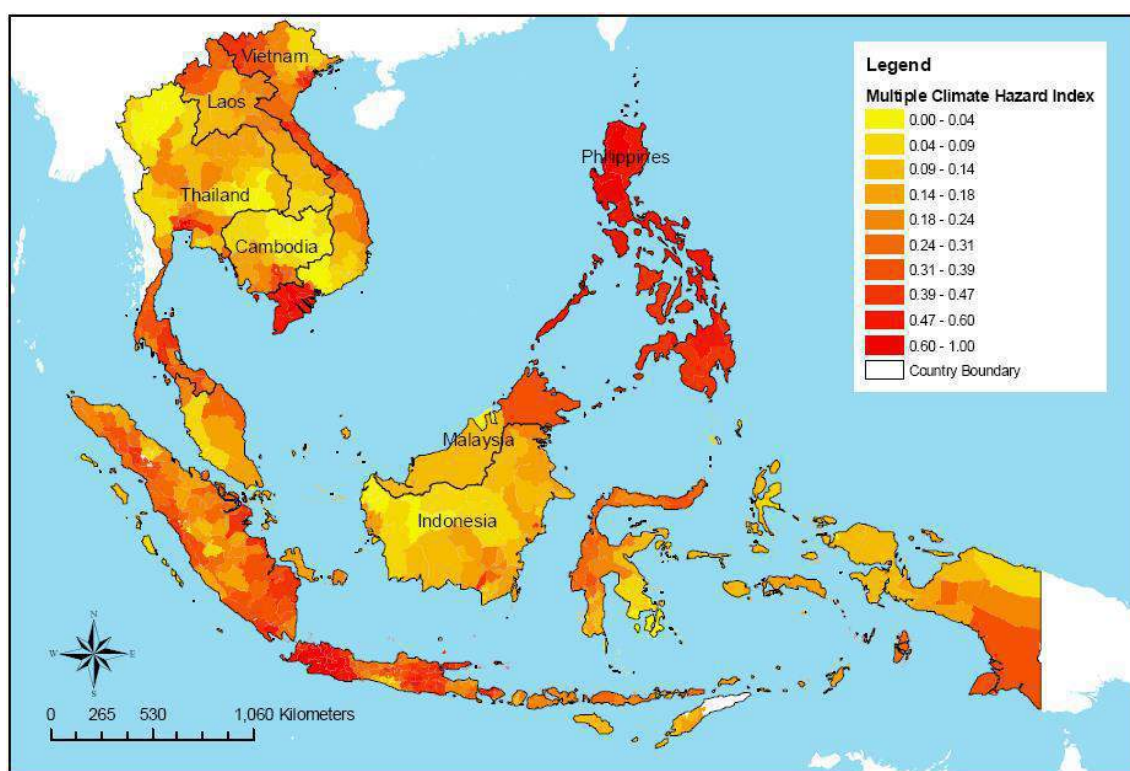 Legend
Multiple Climate Hazard Index
0.00 - 0.04
0.04 - 0.09
0.09 - 0.14
0.14 - 0.18
0.18 - 0.24
0.24 - 0.31
0.31 - 0.39
0.39 - 0.47
0.47 - 0.60
0.60 - 1.00
Country Boundary
Vietnam
Laos
Thailand
Cambodia
Philippines
Malaysia
Indonesia
N
W E
S
0 265 530 1,060 Kilometers